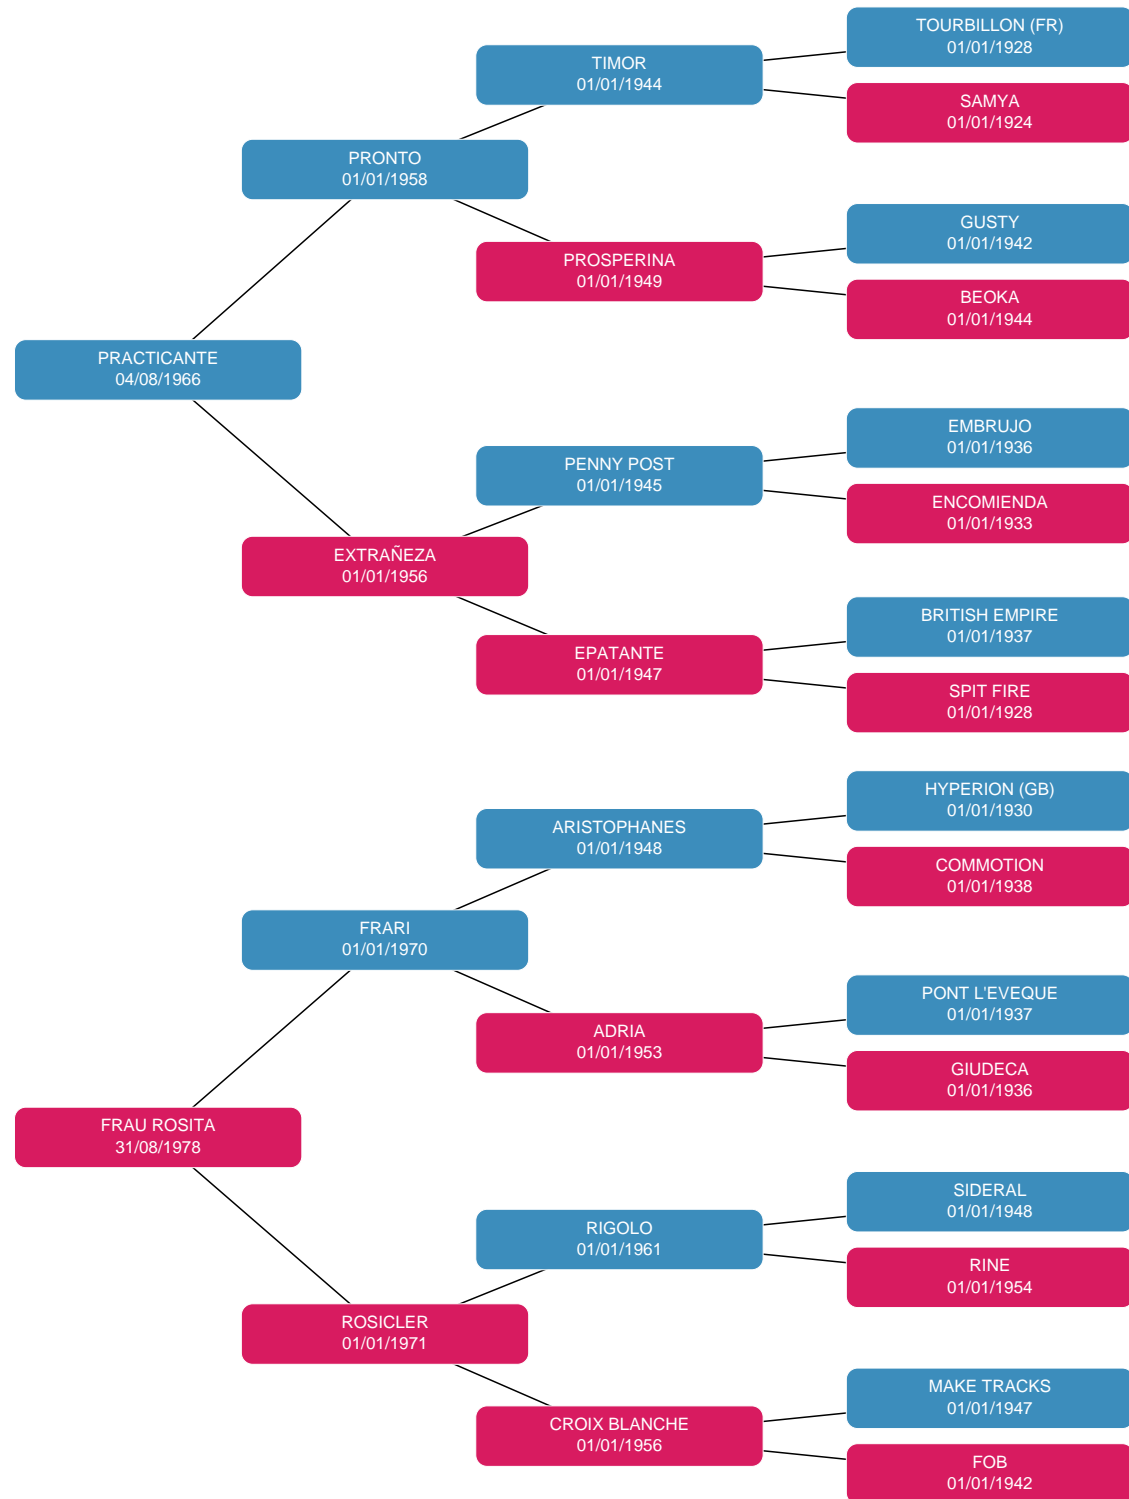 TOURBILLON (FR)
01/01/1928
TIMOR
01/01/1944
SAMYA
01/01/1924
PRONTO
01/01/1958
GUSTY
01/01/1942
PROSPERINA
01/01/1949
BEOKA
01/01/1944
PRACTICANTE
04/08/1966
EMBRUJO
01/01/1936
PENNY POST
01/01/1945
ENCOMIENDA
01/01/1933
EXTRAÑEZA
01/01/1956
BRITISH EMPIRE
01/01/1937
EPATANTE
01/01/1947
SPIT FIRE
01/01/1928
HYPERION (GB)
01/01/1930
ARISTOPHANES
01/01/1948
COMMOTION
01/01/1938
FRARI
01/01/1970
PONT L'EVEQUE
01/01/1937
ADRIA
01/01/1953
GIUDECA
01/01/1936
FRAU ROSITA
31/08/1978
SIDERAL
01/01/1948
RIGOLO
01/01/1961
RINE
01/01/1954
ROSICLER
01/01/1971
MAKE TRACKS
01/01/1947
CROIX BLANCHE
01/01/1956
FOB
01/01/1942